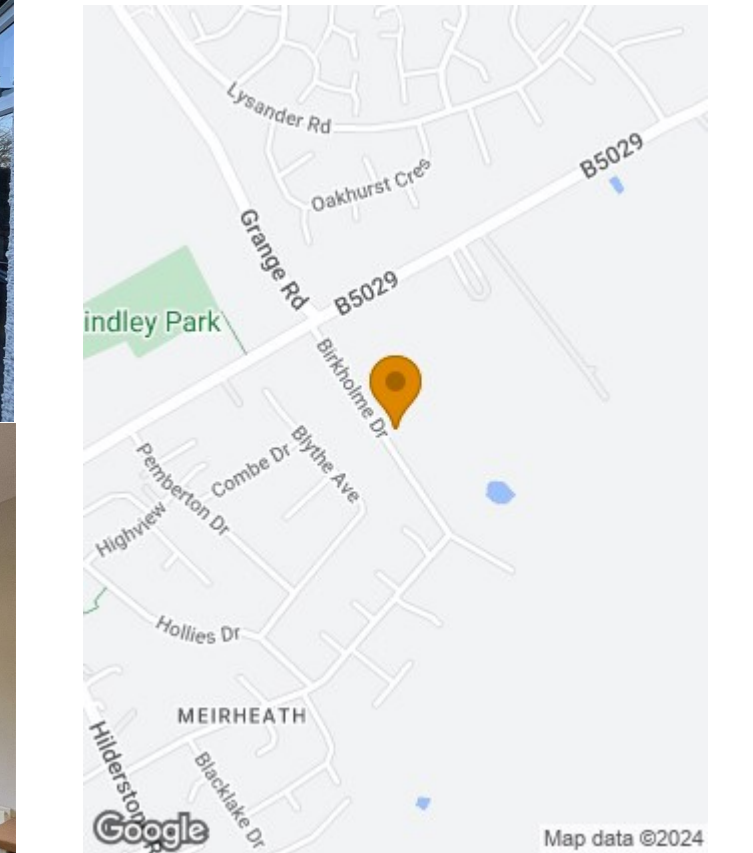 Lysander Rd
Oakhurst Cres
B5029
Grange Rd
B5029
indley Park
Birkholme Dr
Blythe Ave
Combe Dr
Pemberton Dr
Highview
Hollies Dr
MEIRHEATH
Hilderston R
Blacklake Dr
Google
Map data ©2024